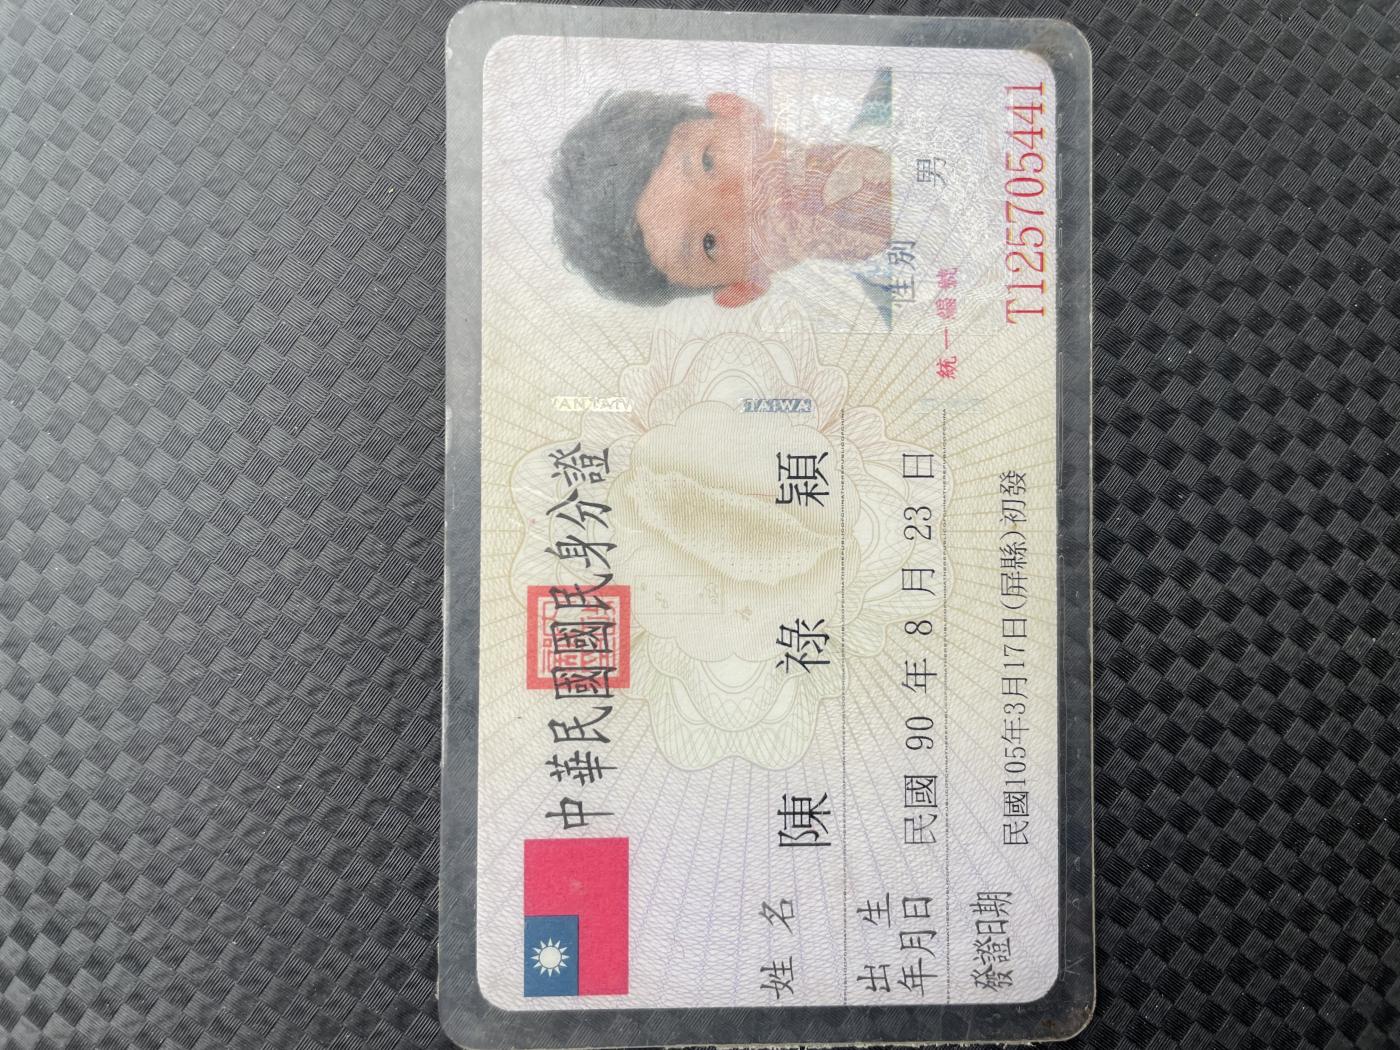 中華民國國民身分證
姓名 陳祿穎
出生年月日 民國 90 年 8 月 23 日
性別 男
發證日期 民國105年3月17日(屏縣)初發
統一編號
T125705441
TAIWA